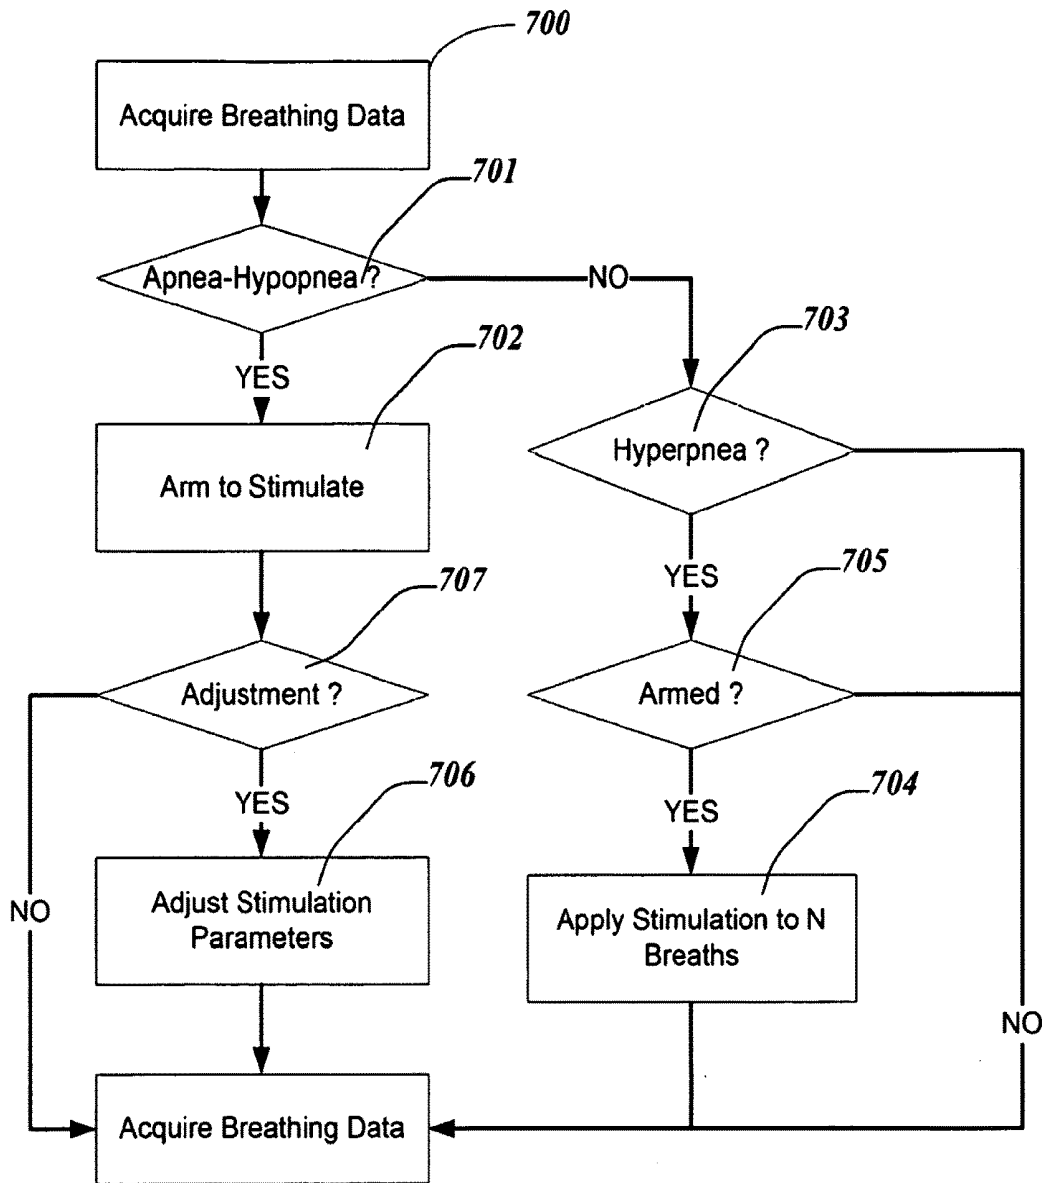 700
Acquire Breathing Data
701
Apnea-Hypopnea ?
NO
703
702
YES
Hyperpnea ?
Arm to Stimulate
YES
705
707
Adjustment ?
Armed ?
706
704
YES
YES
NO
Adjust Stimulation
Parameters
Apply Stimulation to N
Breaths
NO
Acquire Breathing Data